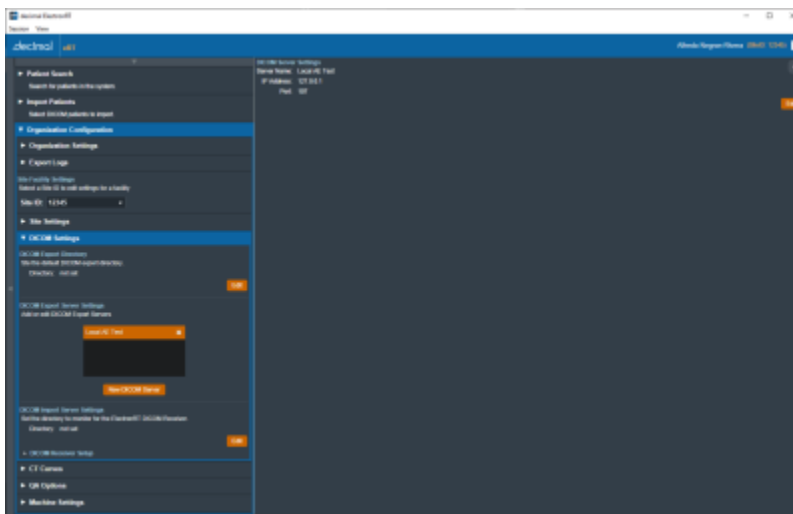 decimal ElectronRT
Session View
.decimal eRT
▸ Patient Search
Search for patients in the system
▸ Import Patients
Select DICOM patients to import
▾ Organization Configuration
▸ Organization Settings
▸ Export Logs
Site Facility Settings
Select a Site ID to edit settings for a facility
Site ID: 12345
▸ Site Settings
▾ DICOM Settings
DICOM Export Directory
Set the default DICOM export directory
Directory: not set
Edit
DICOM Export Server Settings
Add or edit DICOM Export Servers
Local AE Test
New DICOM Server
DICOM Import Server Settings
Set the directory to monitor for the ElectronRT DICOM Receiver
Directory: not set
Edit
▸ DICOM Receiver Setup
▸ CT Curves
▸ QA Options
▸ Machine Settings
DICOM Server Settings
Server Name: Local AE Test
IP Address: 127.0.0.1
Port: